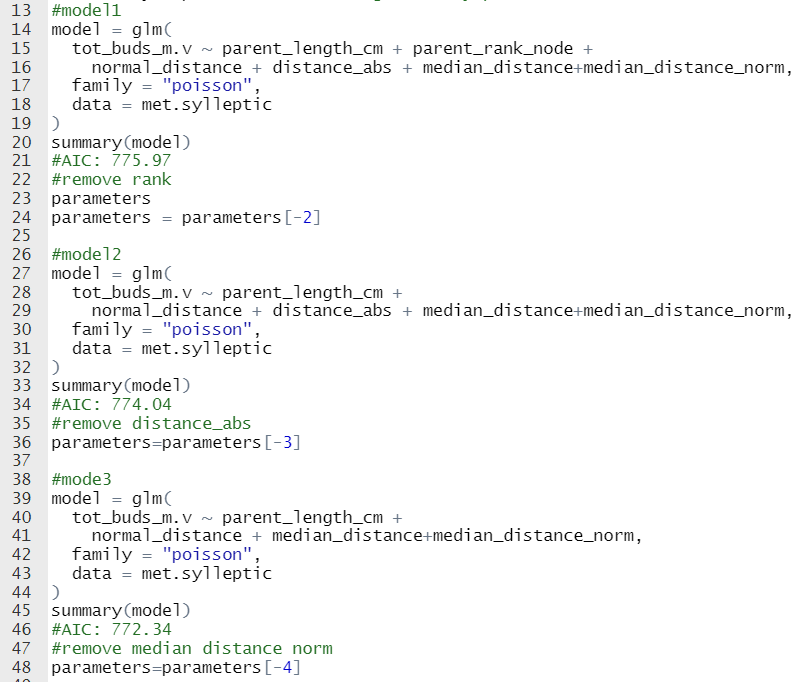 13 #model1
14 model = glm(
15   tot_buds_m.v ~ parent_length_cm + parent_rank_node +
16     normal_distance + distance_abs + median_distance+median_distance_norm,
17   family = "poisson",
18   data = met.sylleptic
19 )
20 summary(model)
21 #AIC: 775.97
22 #remove rank
23 parameters
24 parameters = parameters[-2]
25
26 #model2
27 model = glm(
28   tot_buds_m.v ~ parent_length_cm +
29     normal_distance + distance_abs + median_distance+median_distance_norm,
30   family = "poisson",
31   data = met.sylleptic
32 )
33 summary(model)
34 #AIC: 774.04
35 #remove distance_abs
36 parameters=parameters[-3]
37
38 #mode3
39 model = glm(
40   tot_buds_m.v ~ parent_length_cm +
41     normal_distance + median_distance+median_distance_norm,
42   family = "poisson",
43   data = met.sylleptic
44 )
45 summary(model)
46 #AIC: 772.34
47 #remove median distance norm
48 parameters=parameters[-4]